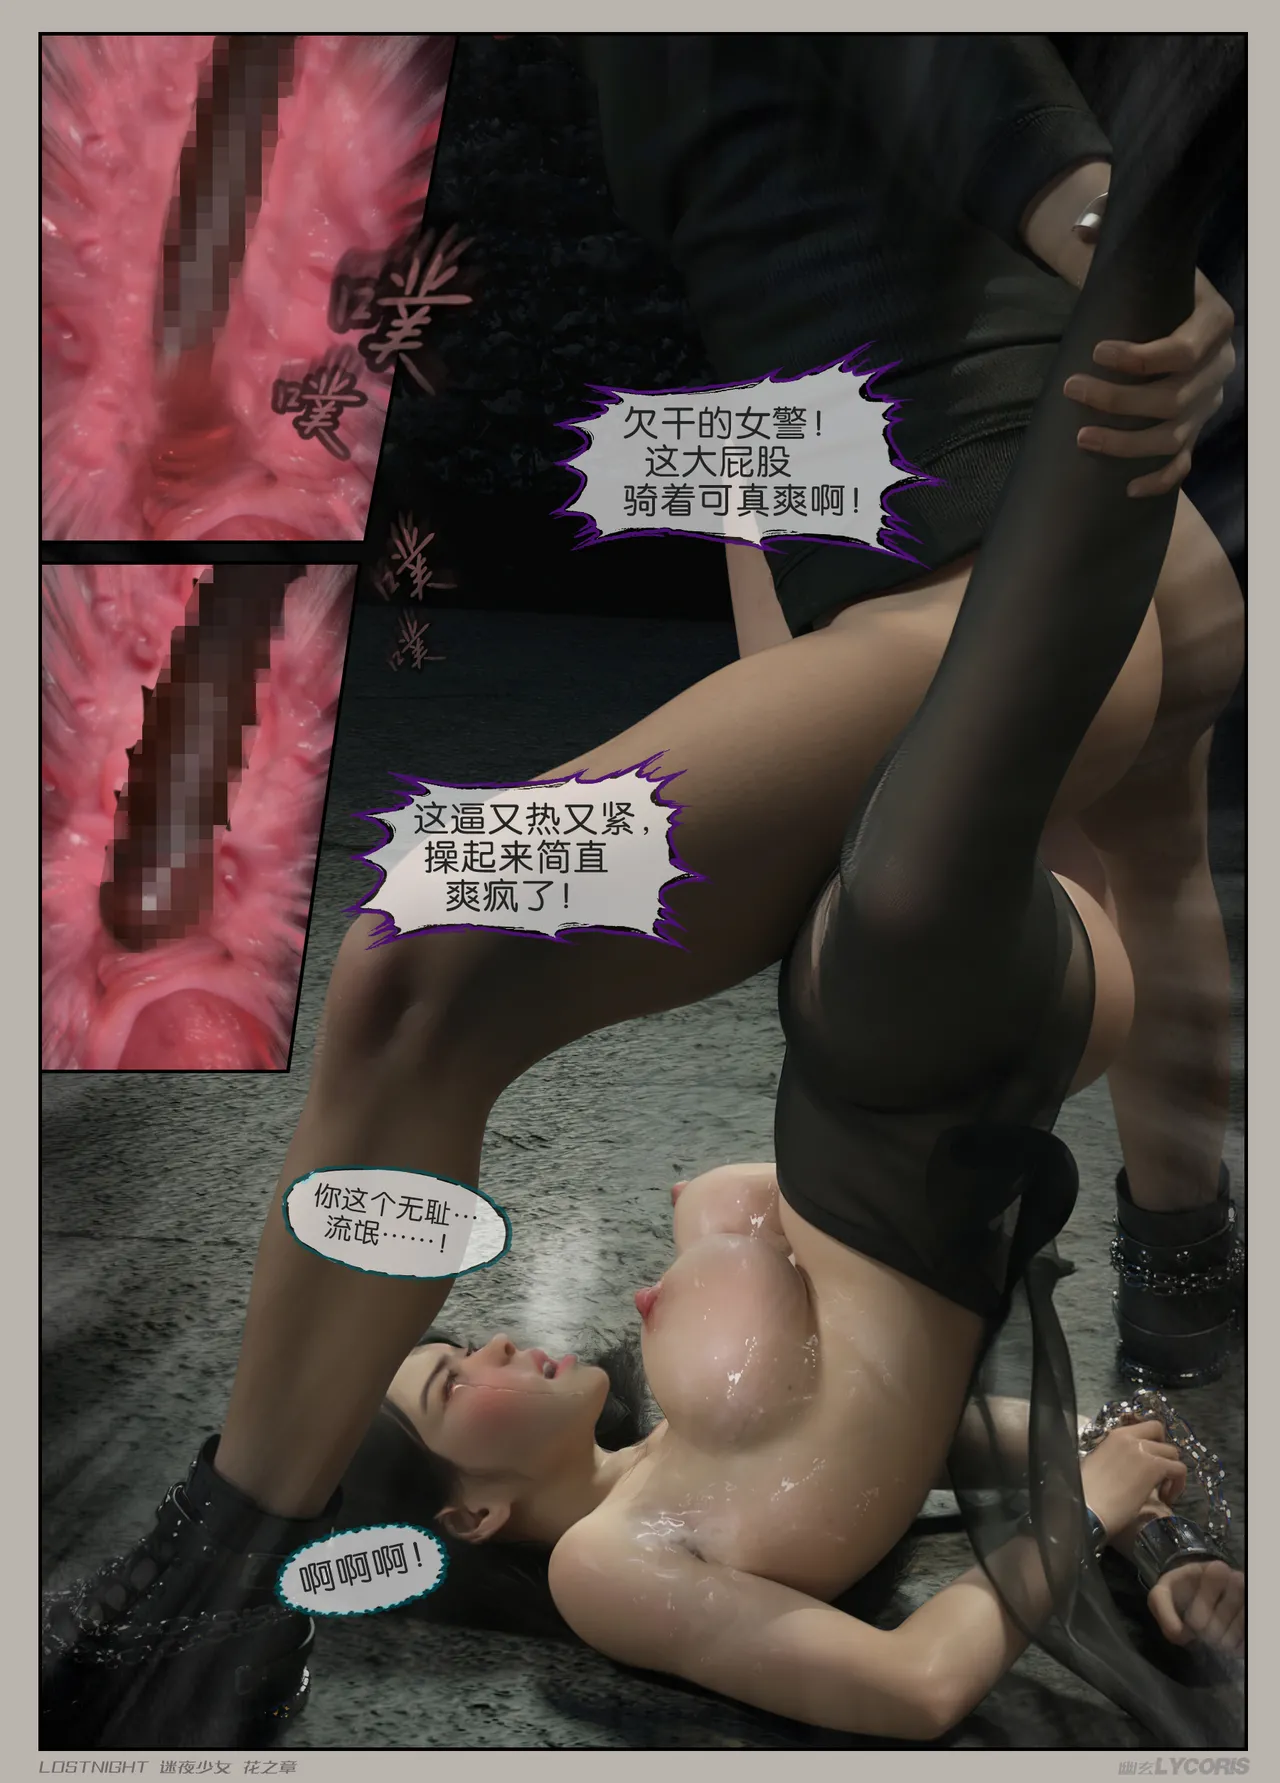 噗
噗
噗
噗
欠干的女警！
这大屁股
骑着可真爽啊！
这逼又热又紧，
操起来简直
爽疯了！
你这个无耻…
流氓……！
啊啊啊！
LOSTNIGHT 迷夜少女 花之章
幽玄LYCORIS